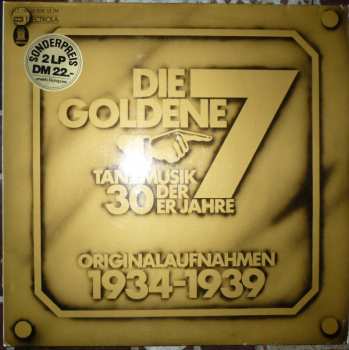 ELECTROLA
SONDERPREIS
2 LP
DM 22.-
DIE
GOLDENE
7
TANZMUSIK
30 DER
ER JAHRE
ORIGINALAUFNAHMEN
1934-1939